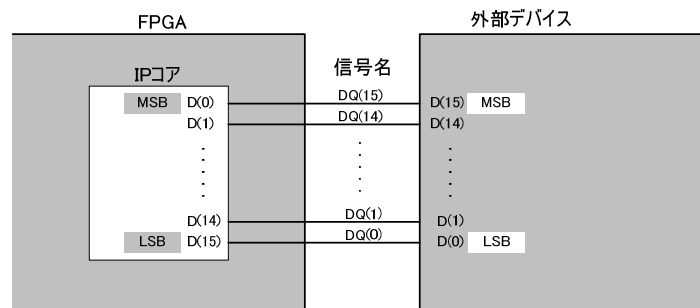 FPGA
外部デバイス
IPコア
信号名
MSB D(0) DQ(15) D(15) MSB
D(1) DQ(14) D(14)
D(14) DQ(1) D(1)
LSB D(15) DQ(0) D(0) LSB